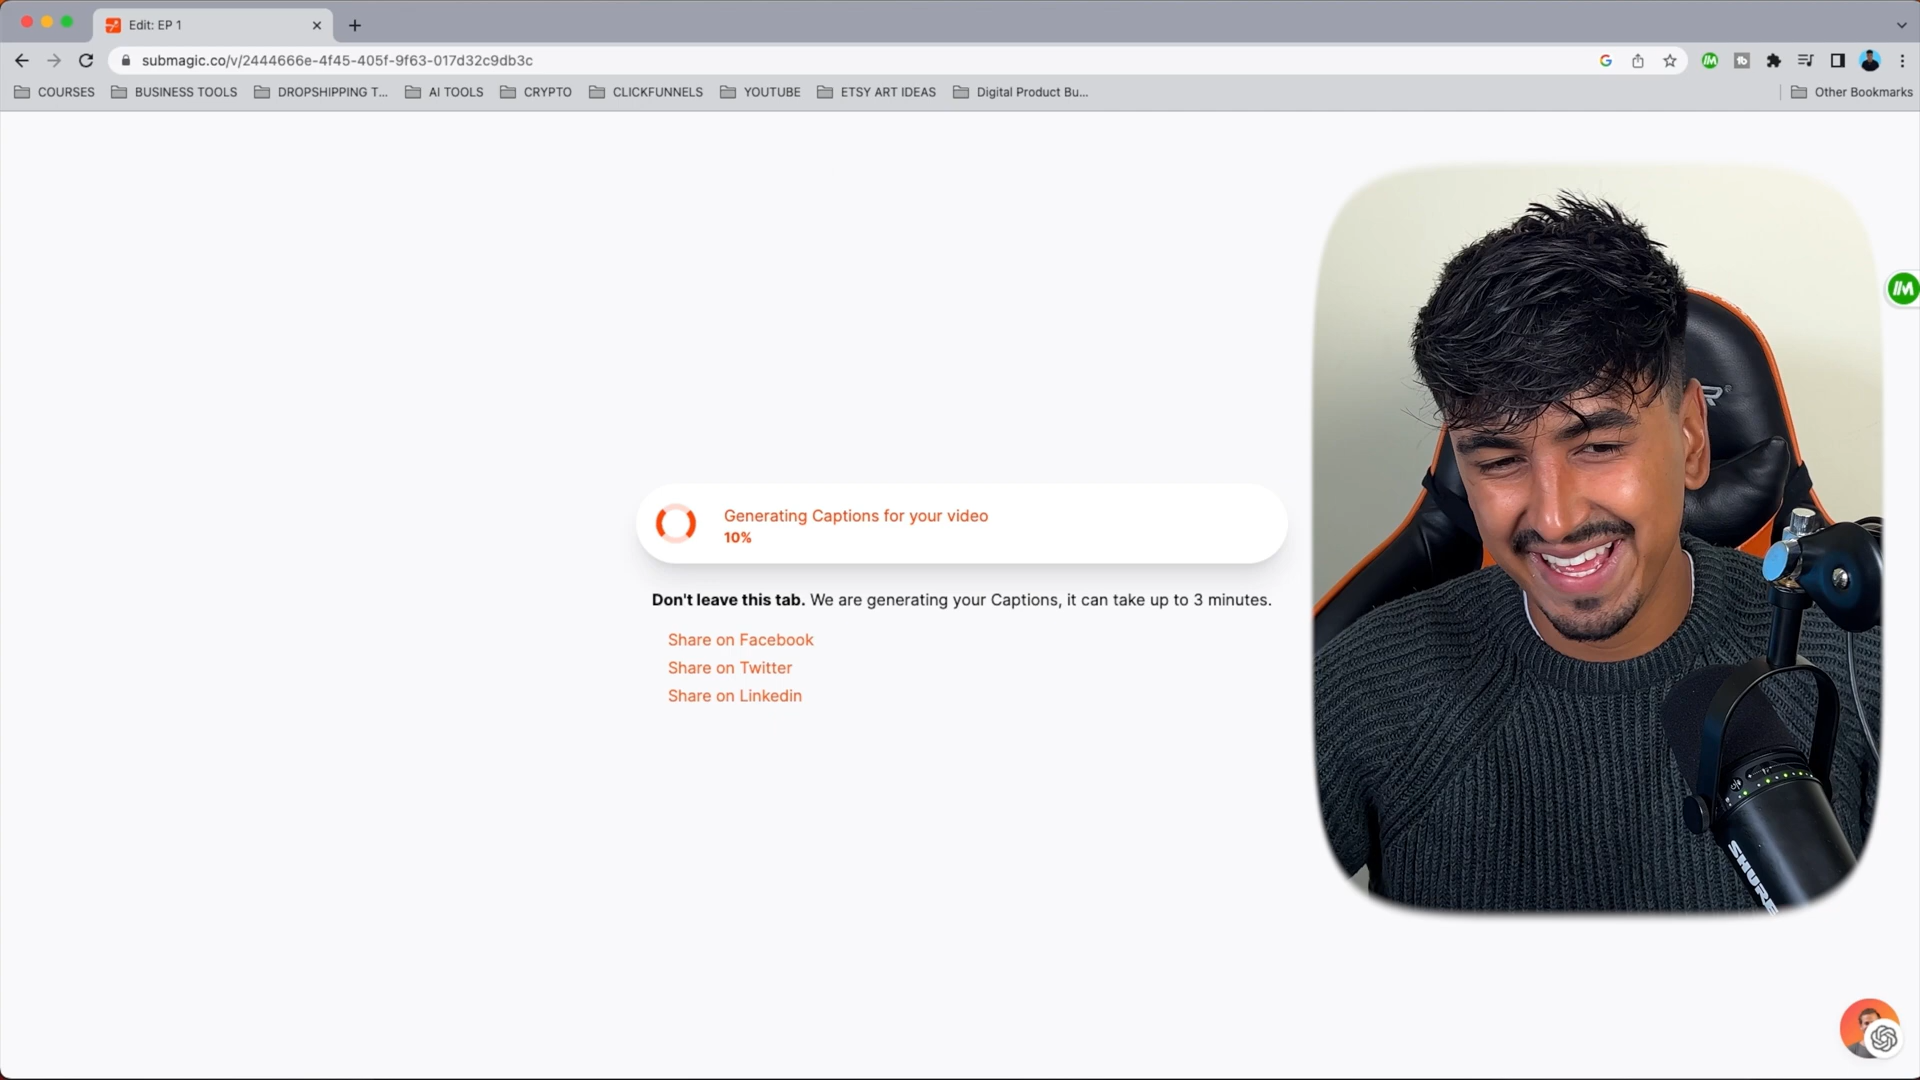 Edit: EP 1
submagic.co/v/2444666e-4f45-405f-9f63-017d32c9db3c
COURSES
BUSINESS TOOLS
DROPSHIPPING T...
AI TOOLS
CRYPTO
CLICKFUNNELS
YOUTUBE
ETSY ART IDEAS
Digital Product Bu...
Other Bookmarks
Generating Captions for your video
10%
Don't leave this tab. We are generating your Captions, it can take up to 3 minutes.
Share on Facebook
Share on Twitter
Share on Linkedin
SHURE